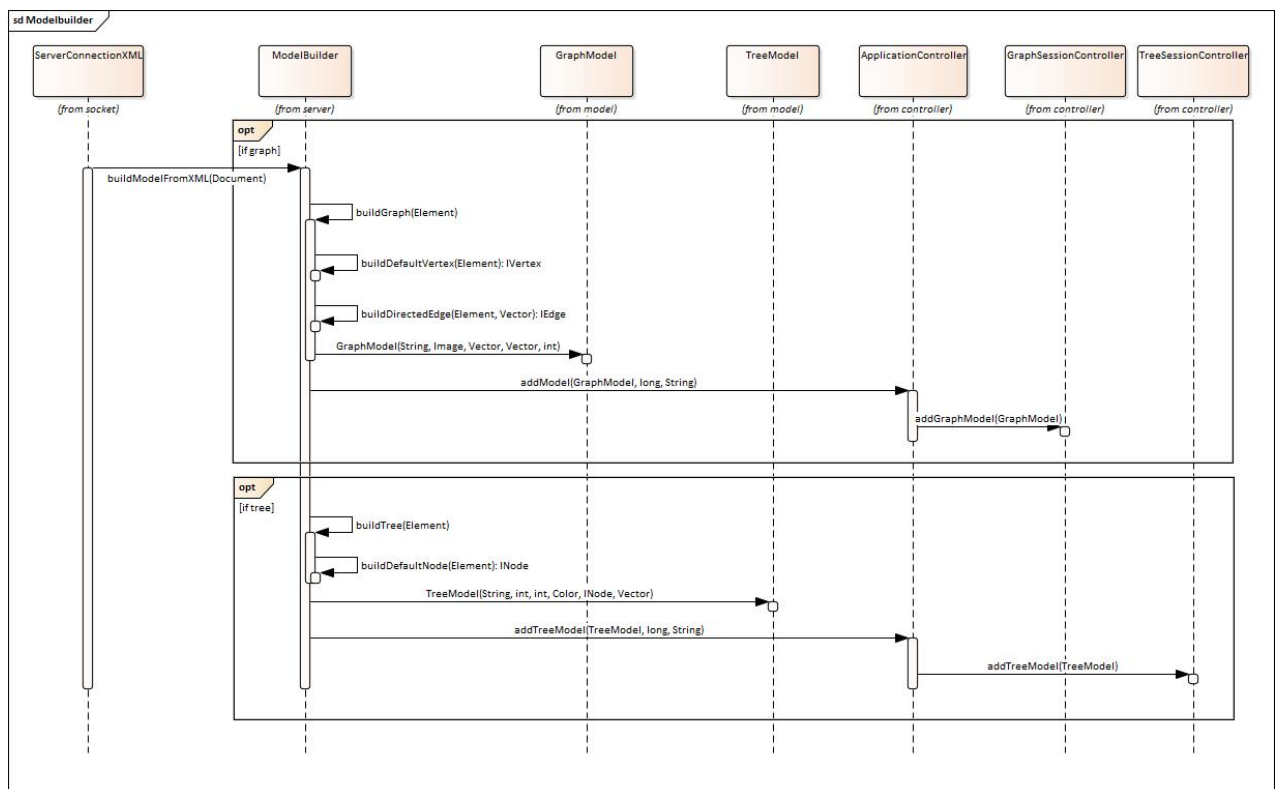 sd Modelbuilder
ServerConnectionXML
ModelBuilder
GraphModel
TreeModel
ApplicationController
GraphSessionController
TreeSessionController
(from socket)
(from server)
(from model)
(from model)
(from controller)
(from controller)
(from controller)
opt
[if graph]
buildModelFromXML(Document)
buildGraph(Element)
buildDefaultVertex(Element): IVertex
buildDirectedEdge(Element, Vector): IEdge
GraphModel(String, Image, Vector, Vector, int)
addModel(GraphModel, long, String)
addGraphModel(GraphModel)
opt
[if tree]
buildTree(Element)
buildDefaultNode(Element): INode
TreeModel(String, int, int, Color, INode, Vector)
addTreeModel(TreeModel, long, String)
addTreeModel(TreeModel)